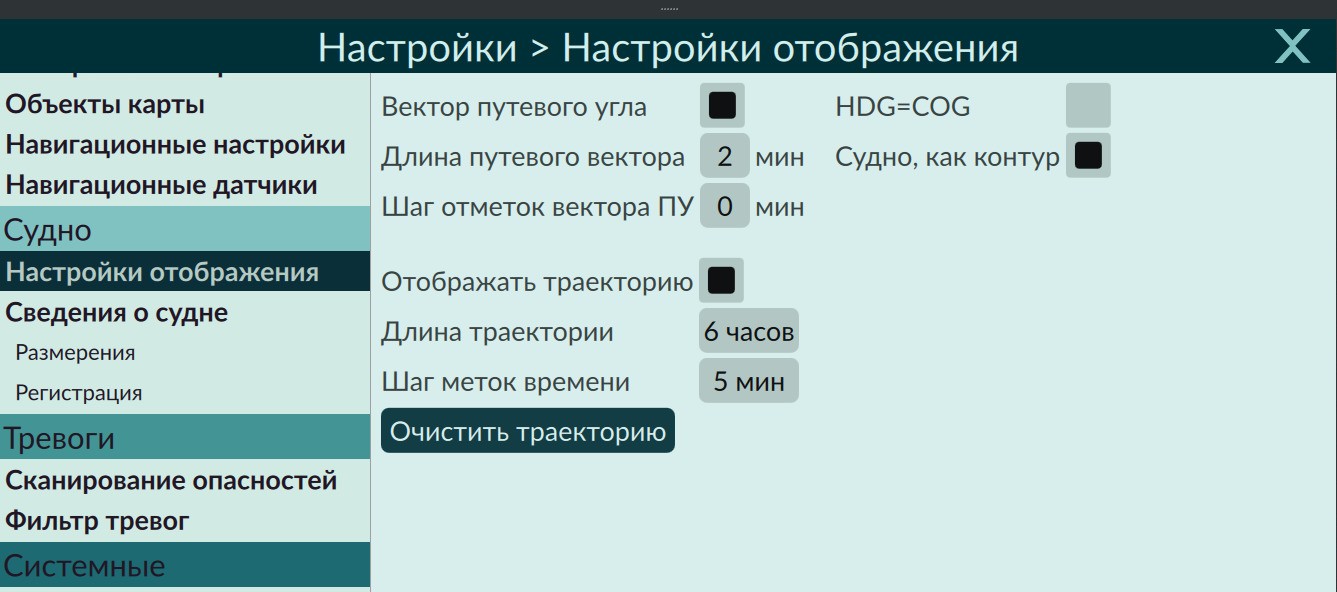 Настройки > Настройки отображения X
Объекты карты
Навигационные настройки
Навигационные датчики
Судно
Настройки отображения
Сведения о судне
Размерения
Регистрация
Тревоги
Сканирование опасностей
Фильтр тревог
Системные
Вектор путевого угла
HDG=COG
Длина путевого вектора 2 мин
Судно, как контур
Шаг отметок вектора ПУ 0 мин
Отображать траекторию
Длина траектории 6 часов
Шаг меток времени 5 мин
Очистить траекторию